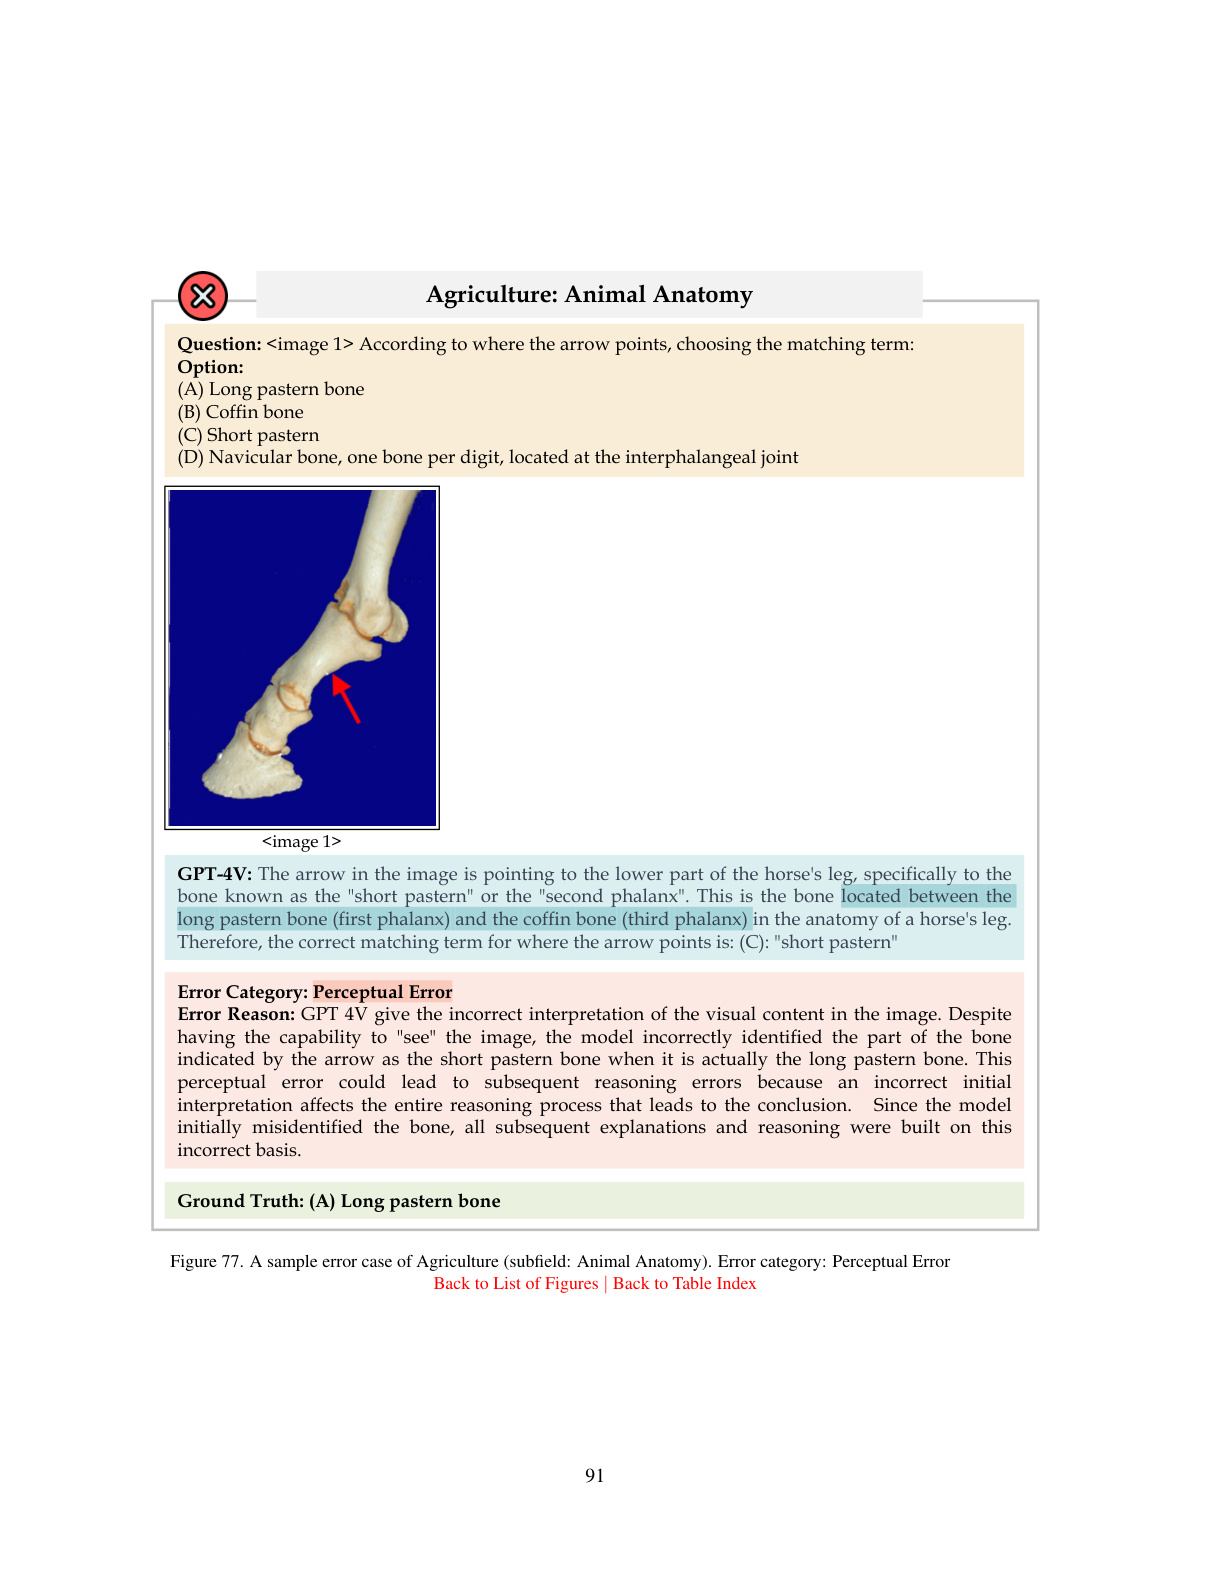 Agriculture: Animal Anatomy
Question: <image 1> According to where the arrow points, choosing the matching term:
Option:
(A) Long pastern bone
(B) Coffin bone
(C) Short pastern
(D) Navicular bone, one bone per digit, located at the interphalangeal joint
<image 1>
GPT-4V: The arrow in the image is pointing to the lower part of the horse's leg, specifically to the
bone known as the "short pastern" or the "second phalanx". This is the bone located between the
long pastern bone (first phalanx) and the coffin bone (third phalanx) in the anatomy of a horse's leg.
Therefore, the correct matching term for where the arrow points is: (C): "short pastern"
Error Category: Perceptual Error
Error Reason: GPT 4V give the incorrect interpretation of the visual content in the image. Despite
having the capability to "see" the image, the model incorrectly identified the part of the bone
indicated by the arrow as the short pastern bone when it is actually the long pastern bone. This
perceptual error could lead to subsequent reasoning errors because an incorrect initial
interpretation affects the entire reasoning process that leads to the conclusion. Since the model
initially misidentified the bone, all subsequent explanations and reasoning were built on this
incorrect basis.
Ground Truth: (A) Long pastern bone
Figure 77. A sample error case of Agriculture (subfield: Animal Anatomy). Error category: Perceptual Error
Back to List of Figures | Back to Table Index
91